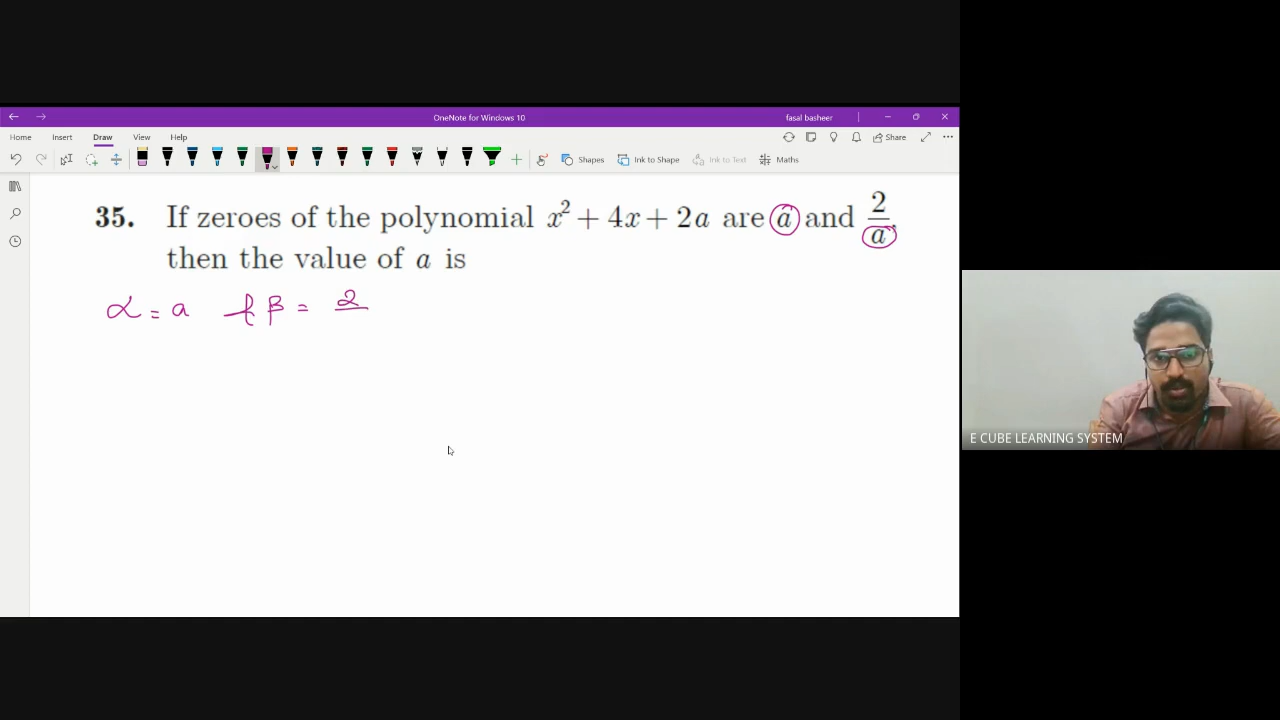 OneNote for Windows 10
fasal basheer
Home Insert Draw View Help
Share
Shapes Ink to Shape Ink to Text Maths
35. If zeroes of the polynomial x² + 4x + 2a are a and 2/a,
then the value of a is
α = a & β = 2
E CUBE LEARNING SYSTEM